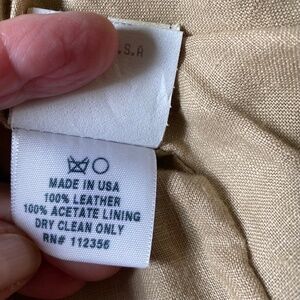 .S.A
MADE IN USA
100% LEATHER
100% ACETATE LINING
DRY CLEAN ONLY
RN# 112356